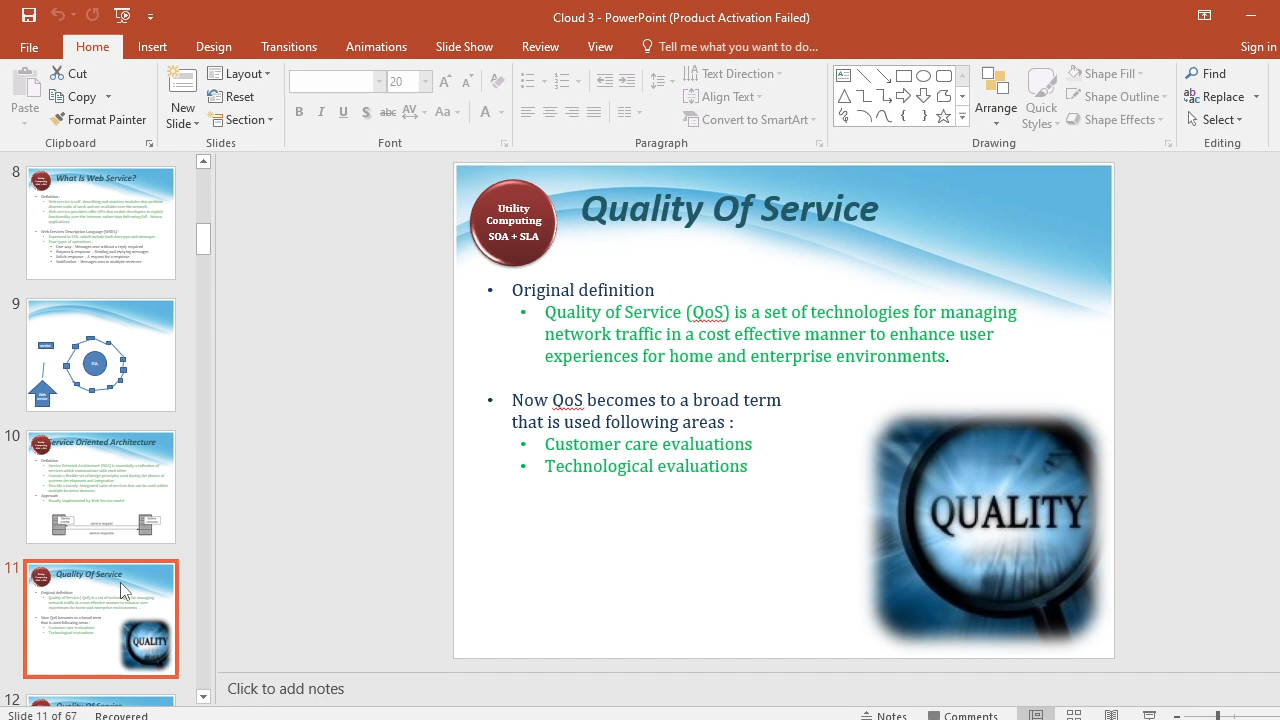 Cloud 3 - PowerPoint (Product Activation Failed)
File Home Insert Design Transitions Animations Slide Show Review View Tell me what you want to do... Sign in
Paste
Cut
Copy
Format Painter
Clipboard
New Slide
Layout
Reset
Section
Slides
20
B I U S abc AV Aa A
Font
Text Direction
Align Text
Convert to SmartArt
Paragraph
Arrange
Quick Styles
Shape Fill
Shape Outline
Shape Effects
Drawing
Find
Replace
Select
Editing
8
What Is Web Service?
9
10
Service Oriented Architecture
11
Quality Of Service
12
Utility
Computing
SOA + SLA
Quality Of Service
• Original definition
• Quality of Service (QoS) is a set of technologies for managing
network traffic in a cost effective manner to enhance user
experiences for home and enterprise environments.
• Now QoS becomes to a broad term
that is used following areas :
• Customer care evaluations
• Technological evaluations
QUALITY
Click to add notes
Slide 11 of 67 Recovered Notes Comments